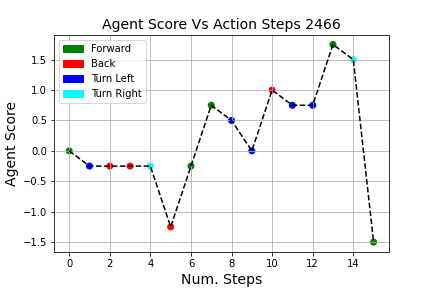 Agent Score Vs Action Steps 2466
Forward
Back
Turn Left
Turn Right
Agent Score
1.5
1.0
0.5
0.0
−0.5
−1.0
−1.5
0 2 4 6 8 10 12 14
Num. Steps